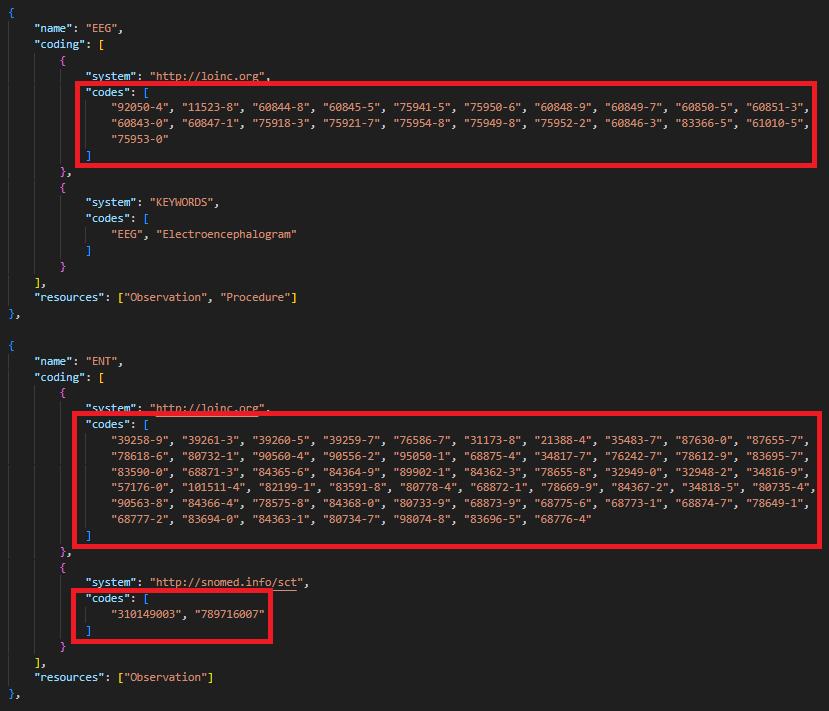 {
"name": "EEG",
"coding": [
{
"system": "http://loinc.org",
"codes": [
"92050-4", "11523-8", "60844-8", "60845-5", "75941-5", "75950-6", "60848-9", "60849-7", "60850-5", "60851-3",
"60843-0", "60847-1", "75918-3", "75921-7", "75954-8", "75949-8", "75952-2", "60846-3", "83366-5", "61010-5",
"75953-0"
]
},
{
"system": "KEYWORDS",
"codes": [
"EEG", "Electroencephalogram"
]
}
],
"resources": ["Observation", "Procedure"]
},
{
"name": "ENT",
"coding": [
{
"system": "http://loinc.org",
"codes": [
"39258-9", "39261-3", "39260-5", "39259-7", "76586-7", "31173-8", "21388-4", "35483-7", "87630-0", "87655-7",
"78618-6", "80732-1", "90560-4", "90556-2", "95050-1", "68875-4", "34817-7", "76242-7", "78612-9", "83695-7",
"83590-0", "68871-3", "84365-6", "84364-9", "89902-1", "84362-3", "78655-8", "32949-0", "32948-2", "34816-9",
"57176-0", "101511-4", "82199-1", "83591-8", "80778-4", "68872-1", "78669-9", "84367-2", "34818-5", "80735-4",
"90563-8", "84366-4", "78575-8", "84368-0", "80733-9", "68873-9", "68775-6", "68773-1", "68874-7", "78649-1",
"68777-2", "83694-0", "84363-1", "80734-7", "98074-8", "83696-5", "68776-4"
]
},
{
"system": "http://snomed.info/sct",
"codes": [
"310149003", "789716007"
]
}
],
"resources": ["Observation"]
},